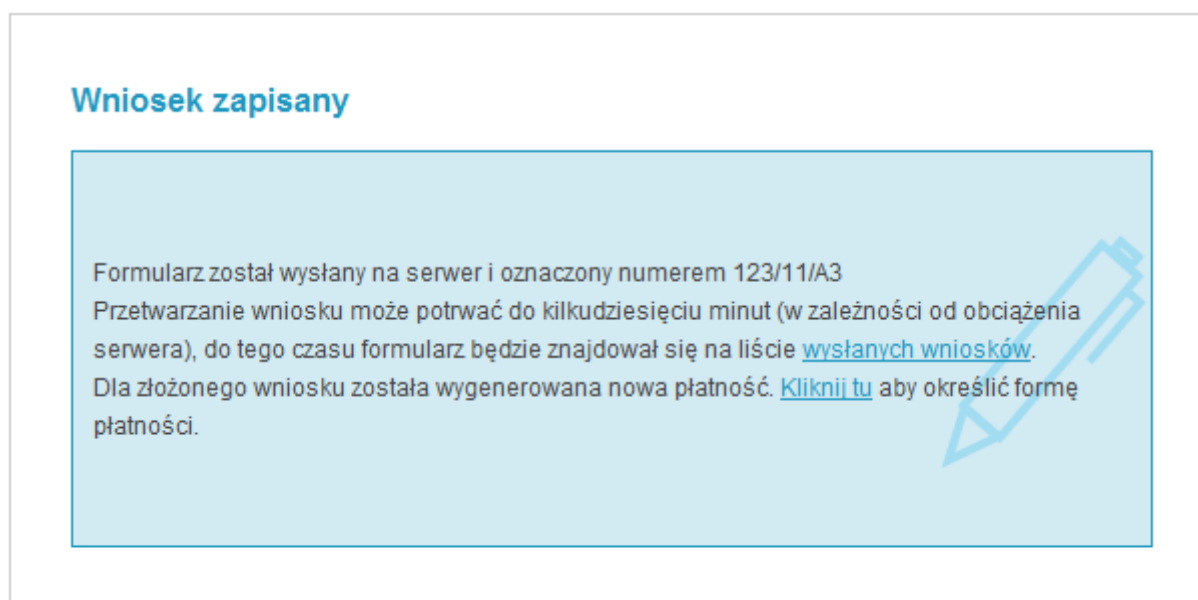 Wniosek zapisany
Formularz został wysłany na serwer i oznaczony numerem 123/11/A3
Przetwarzanie wniosku może potrwać do kilkudziesięciu minut (w zależności od obciążenia
serwera), do tego czasu formularz będzie znajdował się na liście wysłanych wniosków.
Dla złożonego wniosku została wygenerowana nowa płatność. Kliknij tu aby określić formę
płatności.